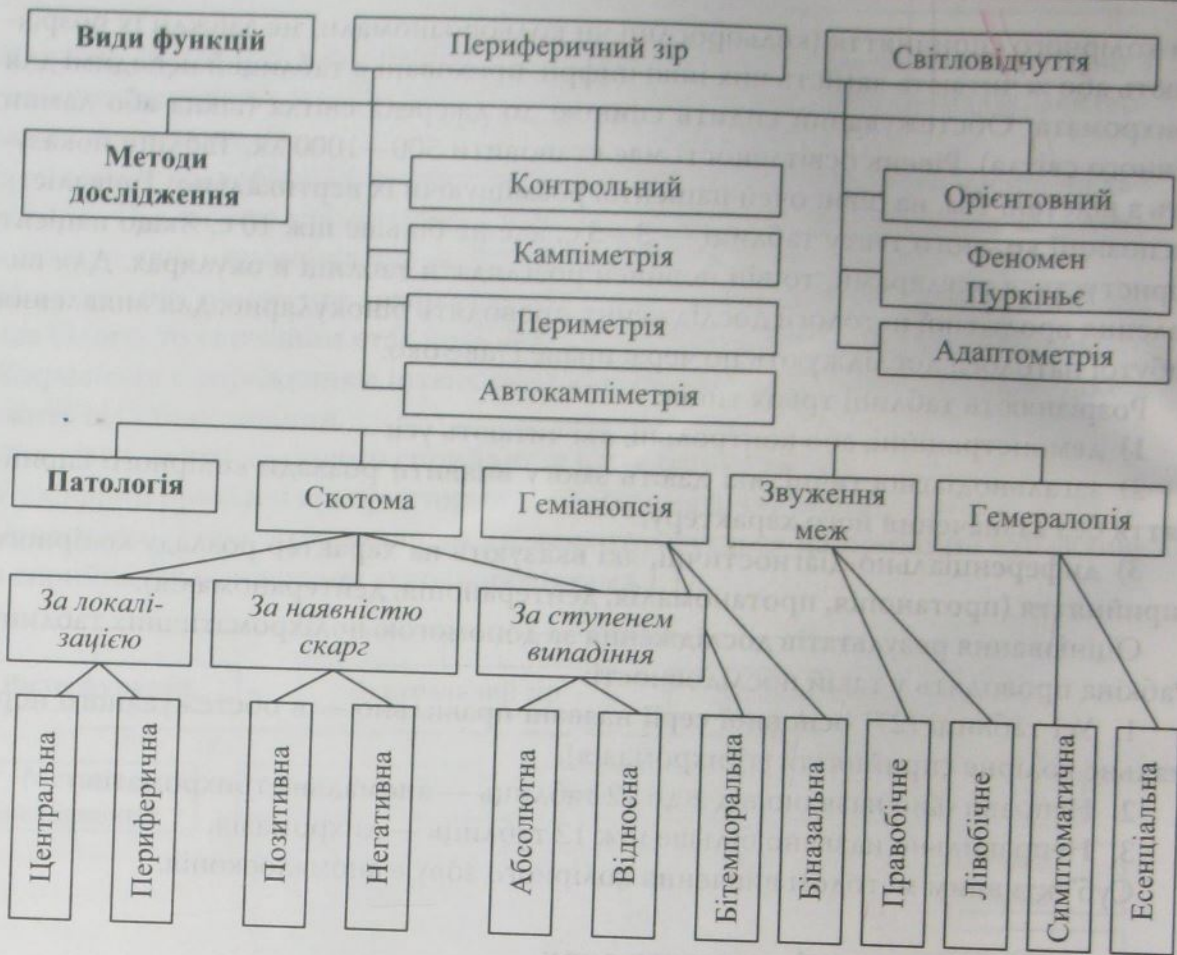 Види функцій
Периферичний зір
Світловідчуття
Методи
дослідження
Контрольний
Кампіметрія
Периметрія
Автокампіметрія
Орієнтовний
Феномен
Пуркіньє
Адаптометрія
Патологія
Скотома
Геміанопсія
Звуження
меж
Гемералопія
За локалі-
зацією
За наявністю
скарг
За ступенем
випадіння
Центральна
Периферична
Позитивна
Негативна
Абсолютна
Відносна
Бітемпоральна
Біназальна
Правобічне
Лівобічне
Симптоматична
Есенціальна